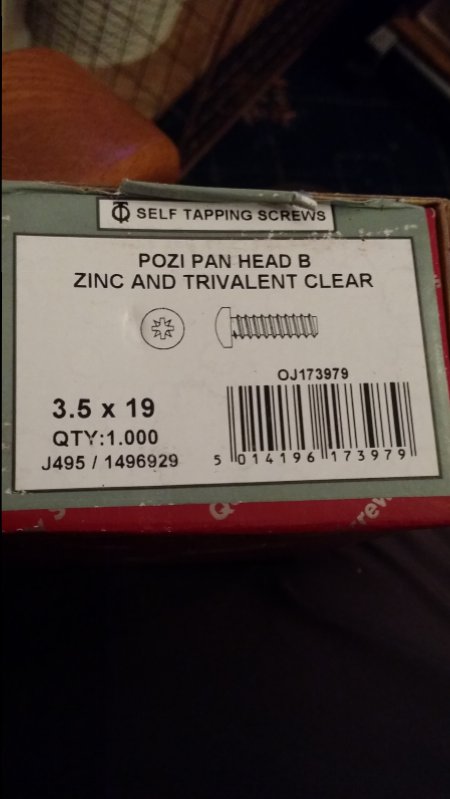 SELF TAPPING SCREWS
POZI PAN HEAD B
ZINC AND TRIVALENT CLEAR
OJ173979
3.5 x 19
QTY:1.000
J495 / 1496929
5 014196 173979